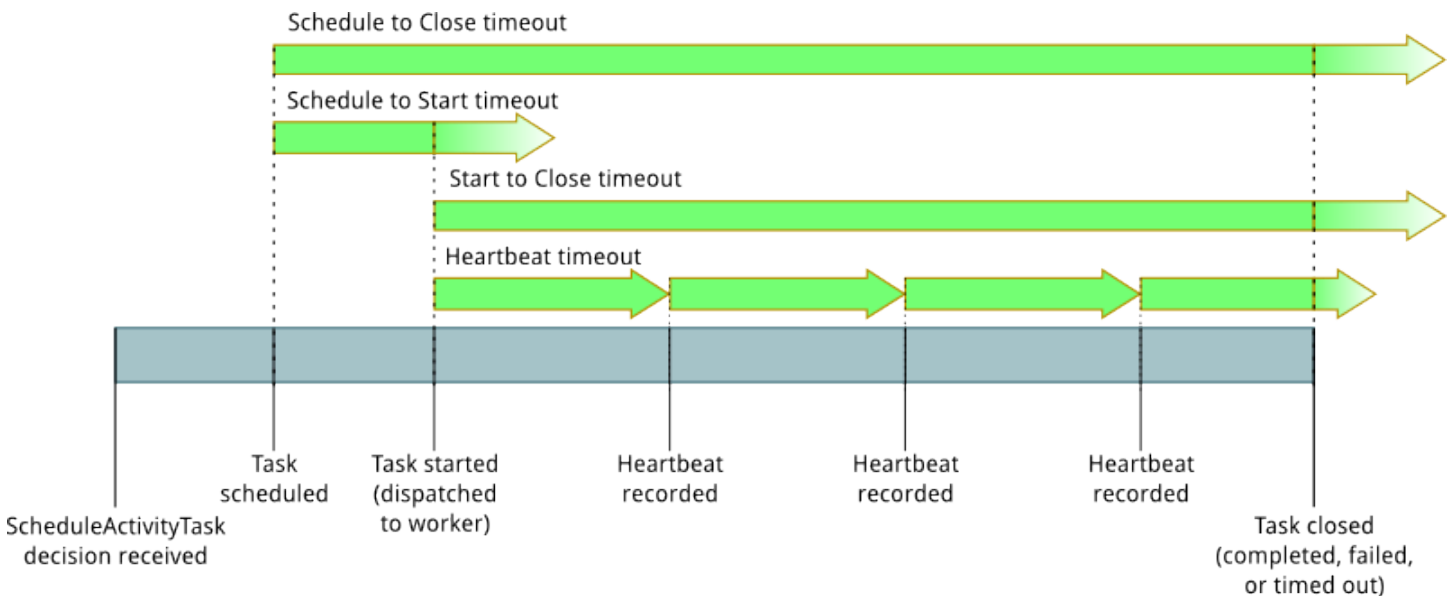 Schedule to Close timeout
Schedule to Start timeout
Start to Close timeout
Heartbeat timeout
Task
scheduled
Task started
(dispatched
to worker)
Heartbeat
recorded
Heartbeat
recorded
Heartbeat
recorded
ScheduleActivityTask
decision received
Task closed
(completed, failed,
or timed out)